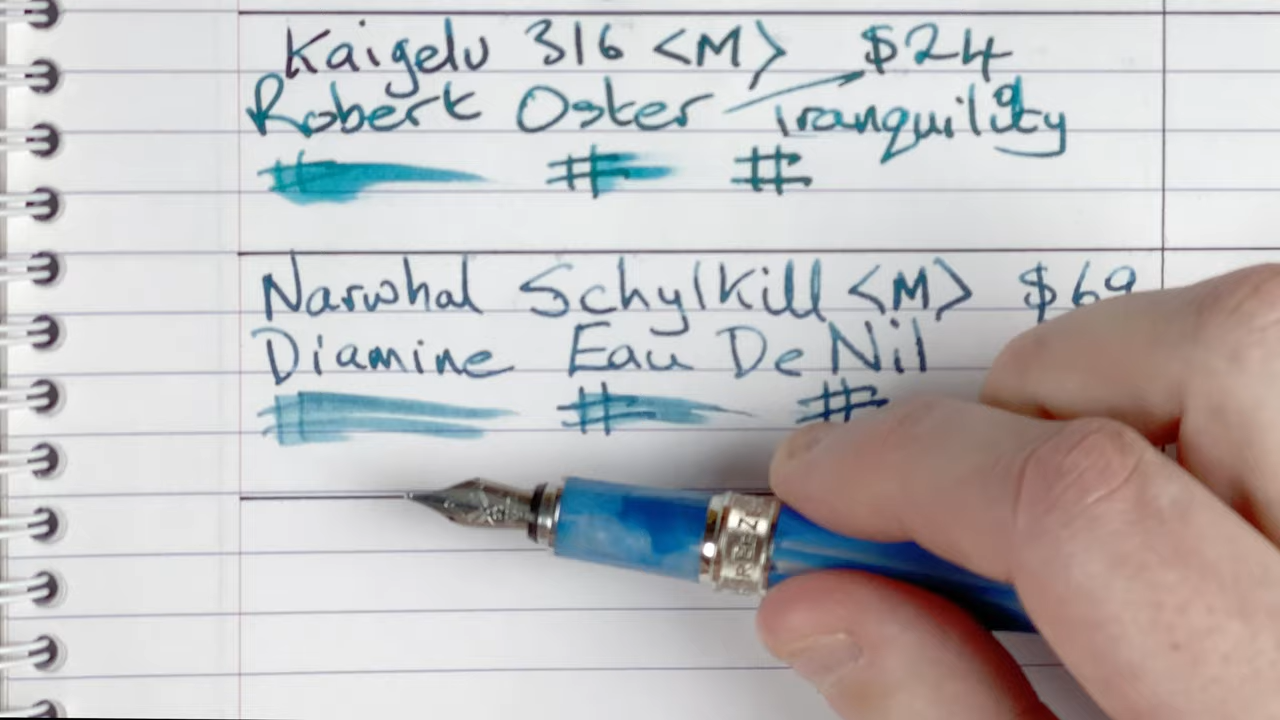 Kaigelu 316 <M> $24
Robert Oster - Tranquility
# # #
Narwhal Schylkill <M> $69
Diamine Eau De Nil
# # #